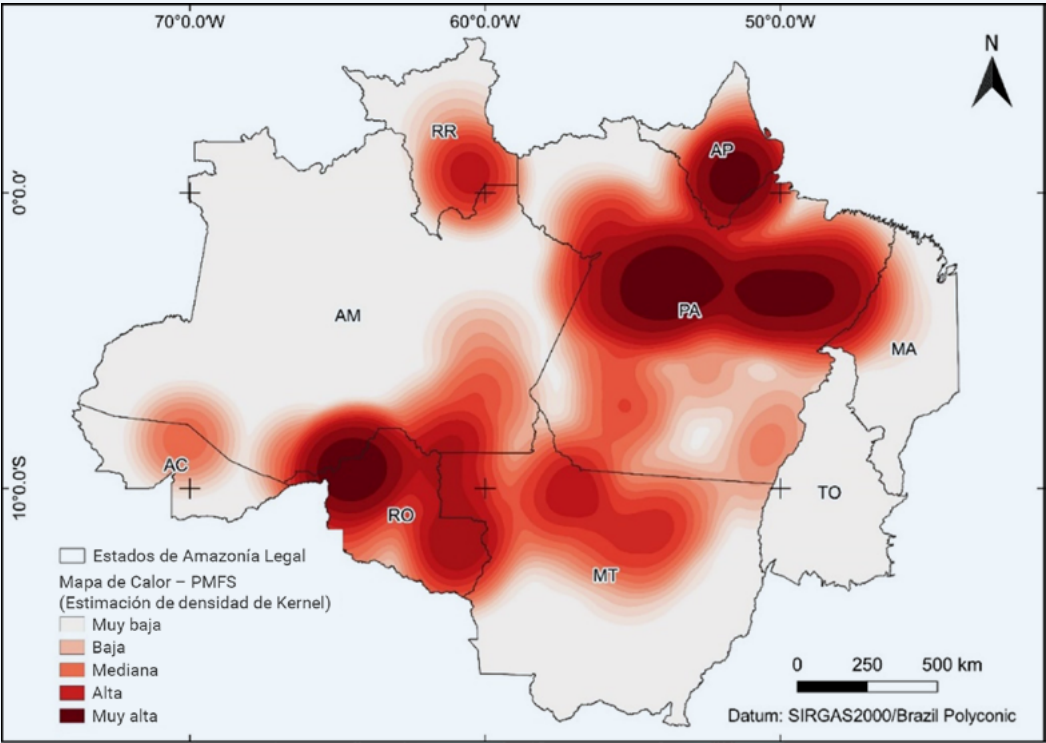 70°0.0'W 60°0.0'W 50°0.0'W
N
RR
AP
0°0.0'
AM
PA
MA
AC
10°0.0'S
RO
TO
MT
Estados de Amazonía Legal
Mapa de Calor – PMFS
(Estimación de densidad de Kernel)
Muy baja
Baja
Mediana
Alta
Muy alta
0 250 500 km
Datum: SIRGAS2000/Brazil Polyconic